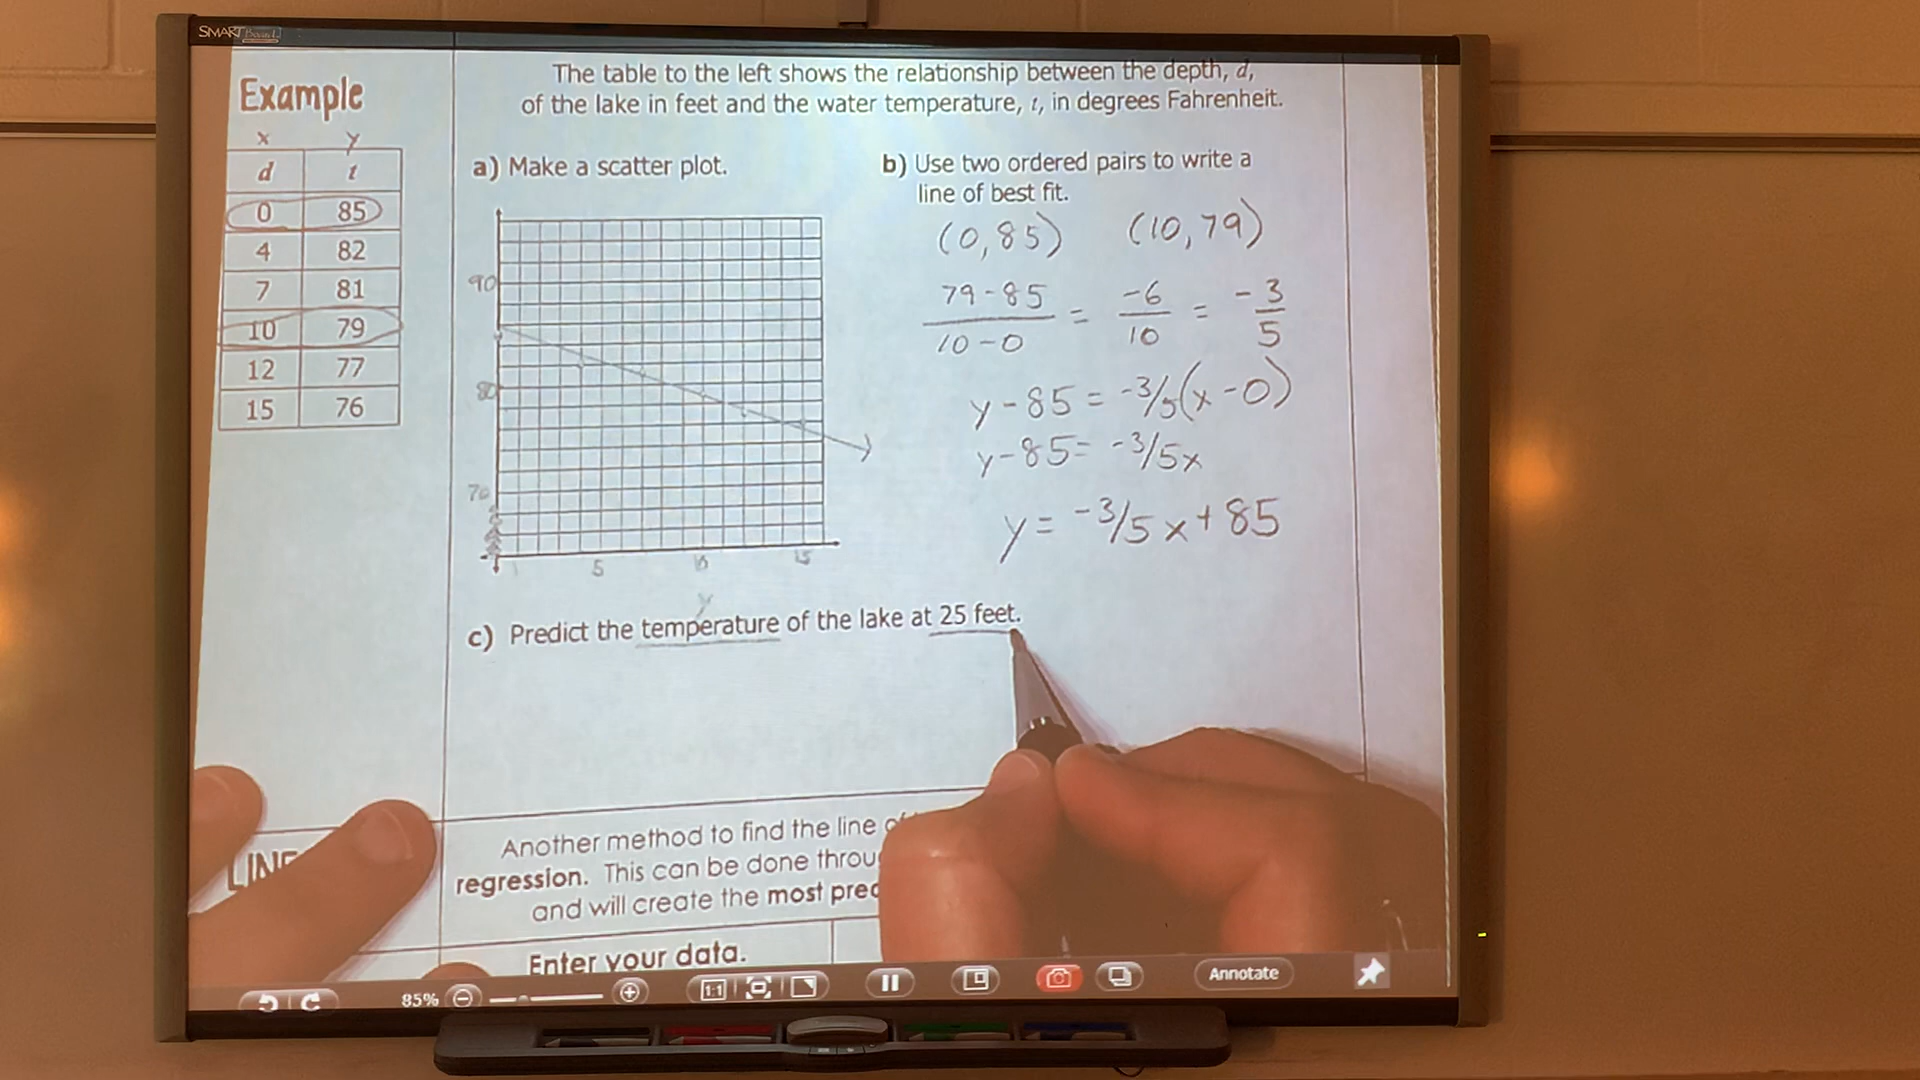 SMART Board
Example
x y
d t
0 85
4 82
7 81
10 79
12 77
15 76
The table to the left shows the relationship between the depth, d,
of the lake in feet and the water temperature, t, in degrees Fahrenheit.
a) Make a scatter plot.
90
80
70
5 10 15
b) Use two ordered pairs to write a
line of best fit.
(0,85) (10,79)
79-85 / 10-0 = -6/10 = -3/5
y-85 = -3/5(x-0)
y-85= -3/5x
y= -3/5x+85
y
c) Predict the temperature of the lake at 25 feet.
Another method to find the line
regression. This can be done
and will create the most
Enter your data.
85% 1:1 Annotate